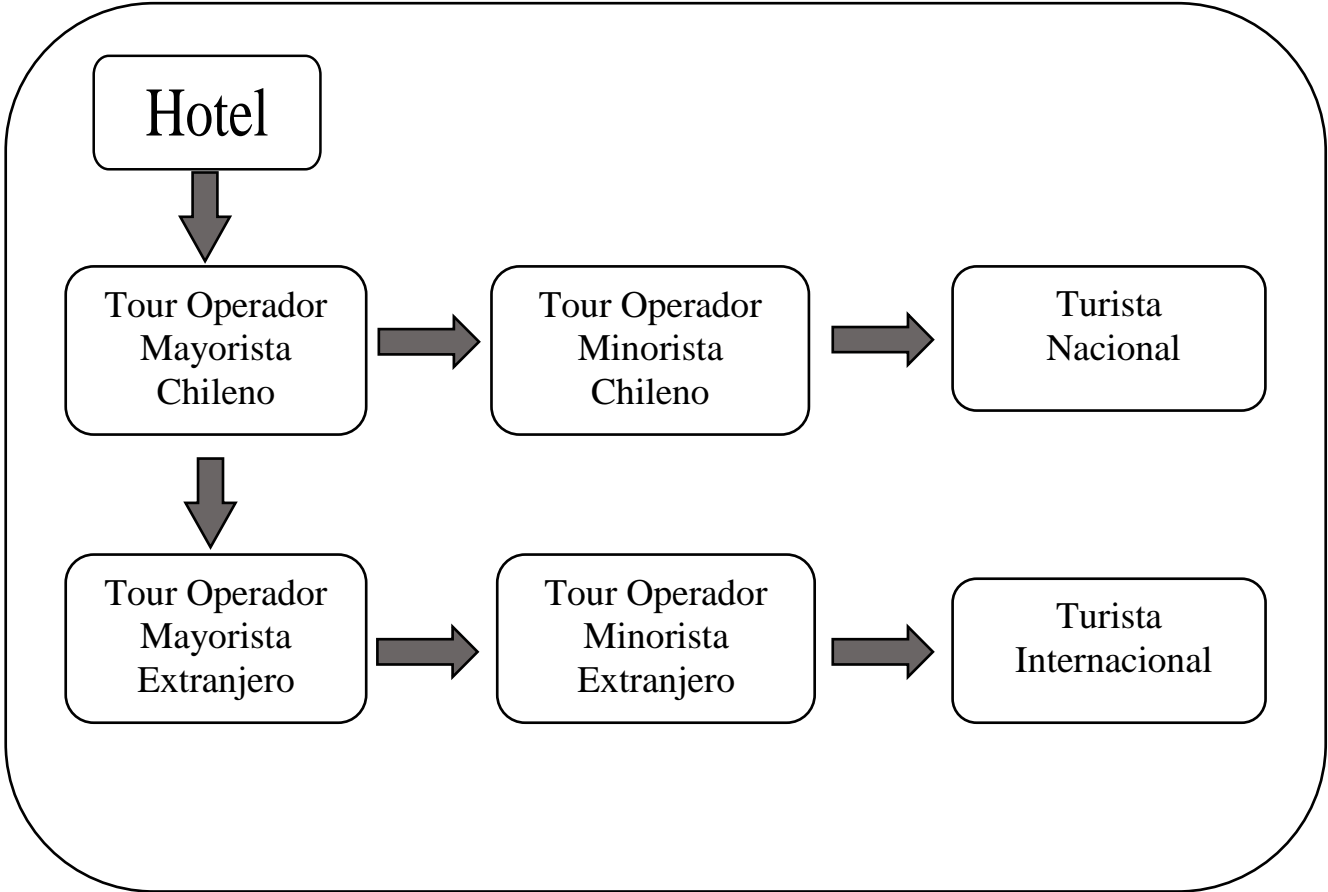 Hotel
Tour Operador
Mayorista
Chileno
Tour Operador
Minorista
Chileno
Turista
Nacional
Tour Operador
Mayorista
Extranjero
Tour Operador
Minorista
Extranjero
Turista
Internacional